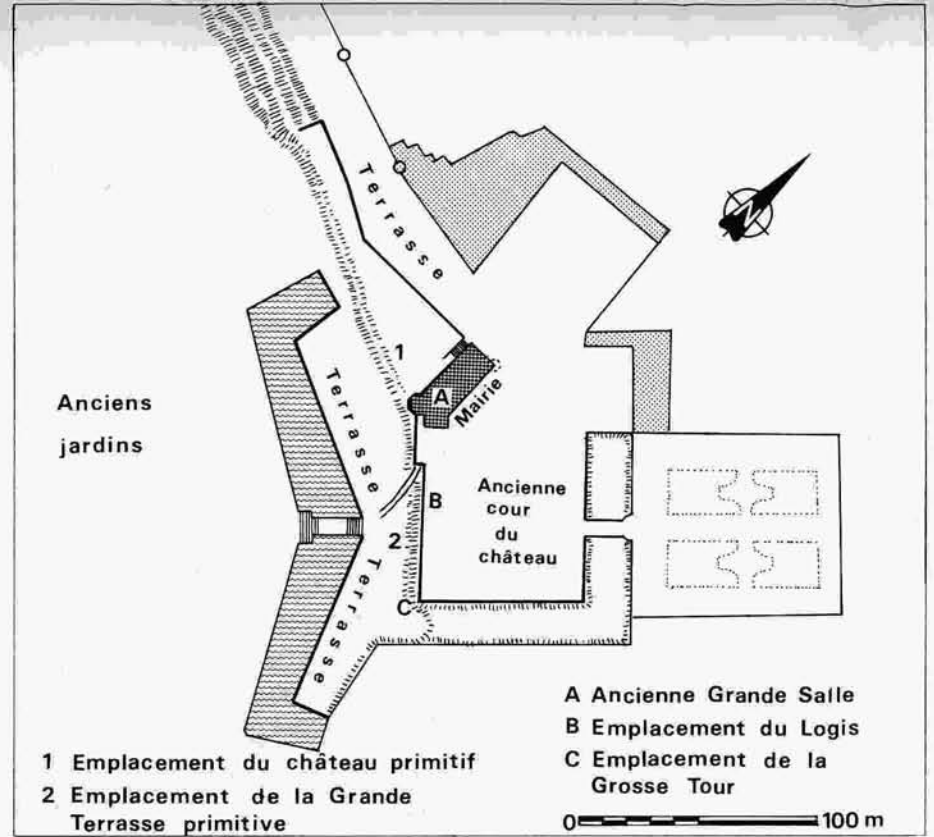 Terrasse
N
1
A
Mairie
Terrasse
Anciens
jardins
B
Ancienne
cour
du
château
2
Terrasse
C
A Ancienne Grande Salle
B Emplacement du Logis
C Emplacement de la
Grosse Tour
1 Emplacement du château primitif
2 Emplacement de la Grande
Terrasse primitive
0 100 m